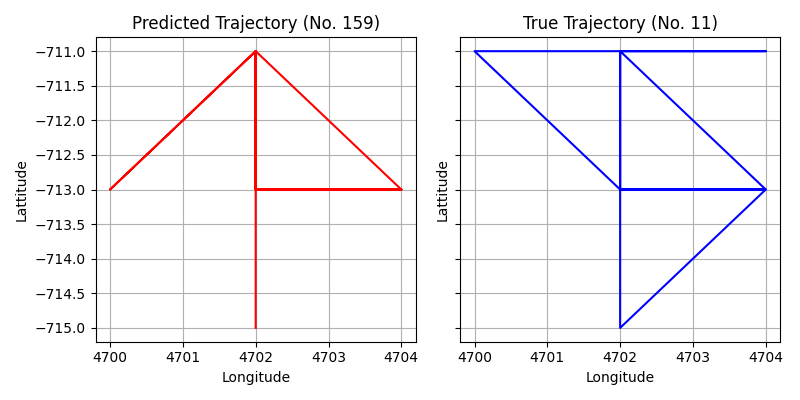 Predicted Trajectory (No. 159)
True Trajectory (No. 11)
−711.0
−711.5
−712.0
−712.5
−713.0
−713.5
−714.0
−714.5
−715.0
Lattitude
Lattitude
4700 4701 4702 4703 4704
4700 4701 4702 4703 4704
Longitude
Longitude